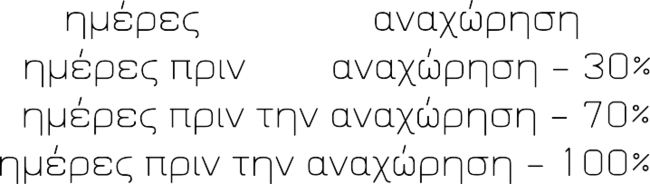 ημέρες αναχώρηση
ημέρες πριν αναχώρηση – 30%
ημέρες πριν την αναχώρηση – 70%
ημέρες πριν την αναχώρηση – 100%